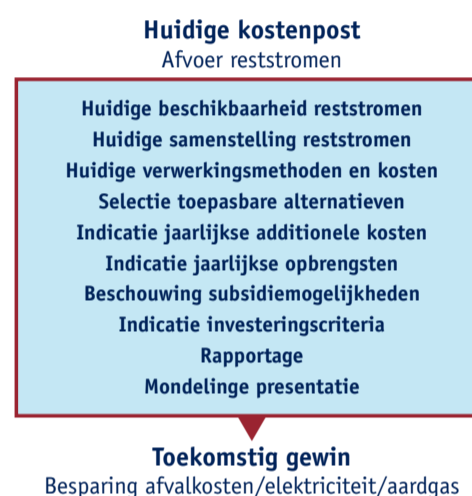 Huidige kostenpost
Afvoer reststromen
Huidige beschikbaarheid reststromen
Huidige samenstelling reststromen
Huidige verwerkingsmethoden en kosten
Selectie toepasbare alternatieven
Indicatie jaarlijkse additionele kosten
Indicatie jaarlijkse opbrengsten
Beschouwing subsidiemogelijkheden
Indicatie investeringscriteria
Rapportage
Mondelinge presentatie
Toekomstig gewin
Besparing afvalkosten/elektriciteit/aardgas